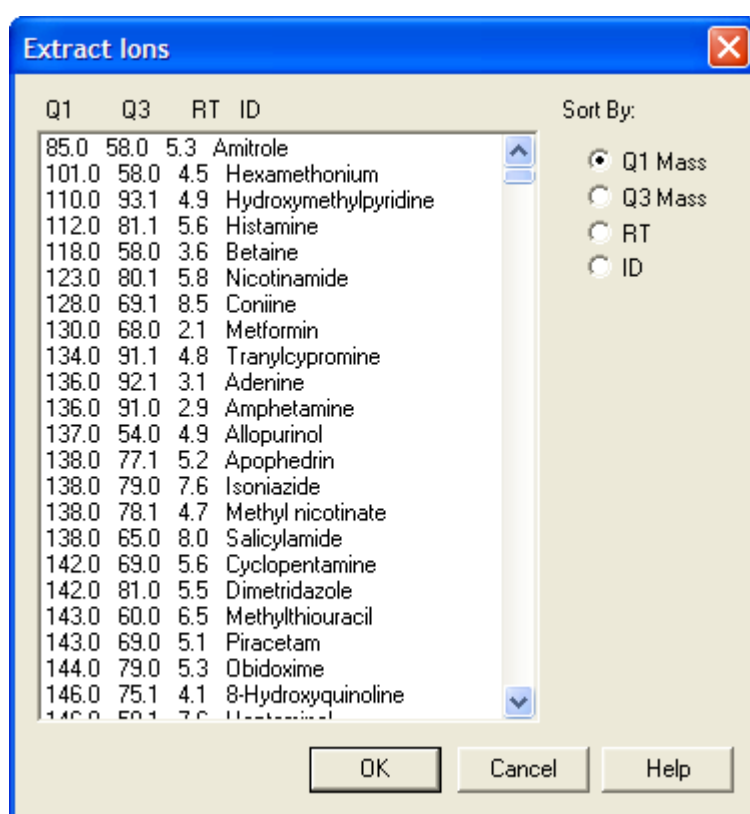 Extract Ions
Q1 Q3 RT ID
Sort By:
85.0 58.0 5.3 Amitrole
101.0 58.0 4.5 Hexamethonium
110.0 93.1 4.9 Hydroxymethylpyridine
112.0 81.1 5.6 Histamine
118.0 58.0 3.6 Betaine
123.0 80.1 5.8 Nicotinamide
128.0 69.1 8.5 Coniine
130.0 68.0 2.1 Metformin
134.0 91.1 4.8 Tranylcypromine
136.0 92.1 3.1 Adenine
136.0 91.0 2.9 Amphetamine
137.0 54.0 4.9 Allopurinol
138.0 77.1 5.2 Apophedrin
138.0 79.0 7.6 Isoniazide
138.0 78.1 4.7 Methyl nicotinate
138.0 65.0 8.0 Salicylamide
142.0 69.0 5.6 Cyclopentamine
142.0 81.0 5.5 Dimetridazole
143.0 60.0 6.5 Methylthiouracil
143.0 69.0 5.1 Piracetam
144.0 79.0 5.3 Obidoxime
146.0 75.1 4.1 8-Hydroxyquinoline
Q1 Mass
Q3 Mass
RT
ID
OK
Cancel
Help